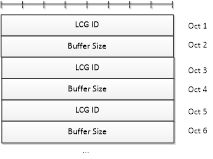 LCG ID Oct 1
Buffer Size Oct 2
LCG ID Oct 3
Buffer Size Oct 4
LCG ID Oct 5
Buffer Size Oct 6
...